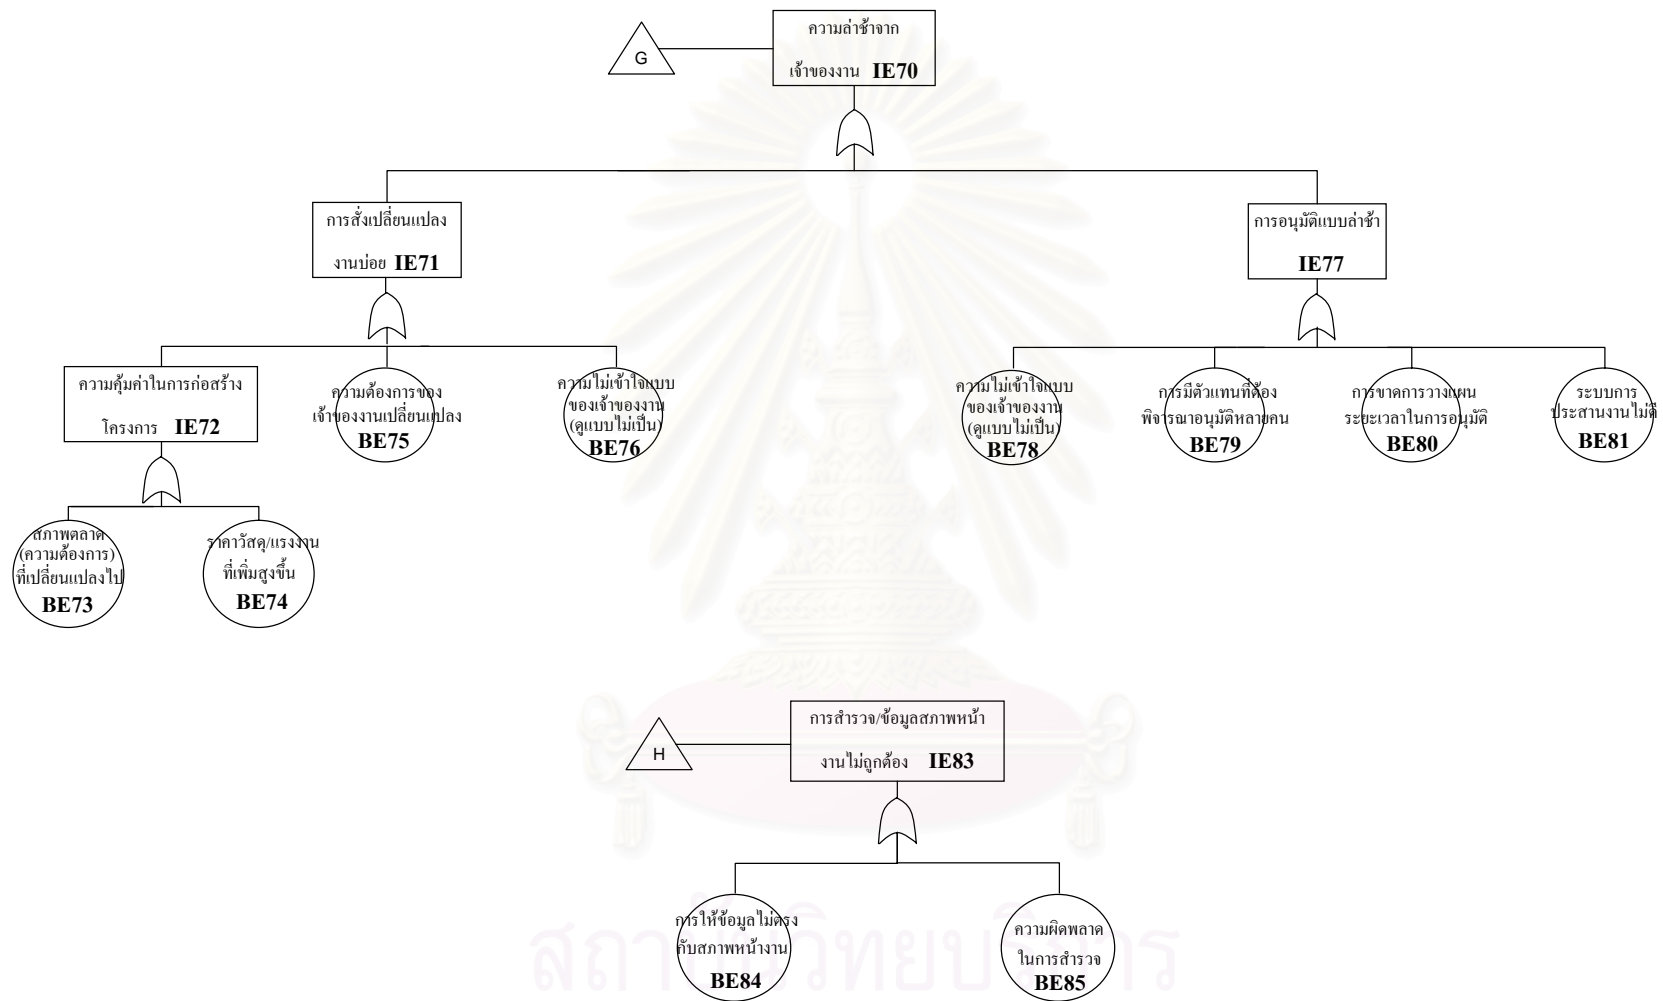 ความล่าช้าจาก
G
เจ้าของงาน IE70
การสั่งเปลี่ยนแปลง
งานบ่อย IE71
การอนุมัติแบบล่าช้า
IE77
ความคุ้มค่าในการก่อสร้าง
โครงการ IE72
ความต้องการของ
เจ้าของงานเปลี่ยนแปลง
BE75
ความไม่เข้าใจแบบ
ของเจ้าของงาน
(ดูแบบไม่เป็น)
BE76
ความไม่เข้าใจแบบ
ของเจ้าของงาน
(ดูแบบไม่เป็น)
BE78
การมีตัวแทนที่ต้อง
พิจารณาอนุมัติหลายคน
BE79
การขาดการวางแผน
ระยะเวลาในการอนุมัติ
BE80
ระบบการ
ประสานงานไม่ดี
BE81
สภาพตลาด
(ความต้องการ)
ที่เปลี่ยนแปลงไป
BE73
ราคาวัสดุ/แรงงาน
ที่เพิ่มสูงขึ้น
BE74
การสำรวจ/ข้อมูลสภาพหน้า
H
งานไม่ถูกต้อง IE83
การให้ข้อมูลไม่ตรง
กับสภาพหน้างาน
BE84
ความผิดพลาด
ในการสำรวจ
BE85
สถาบันวิทยบริการ